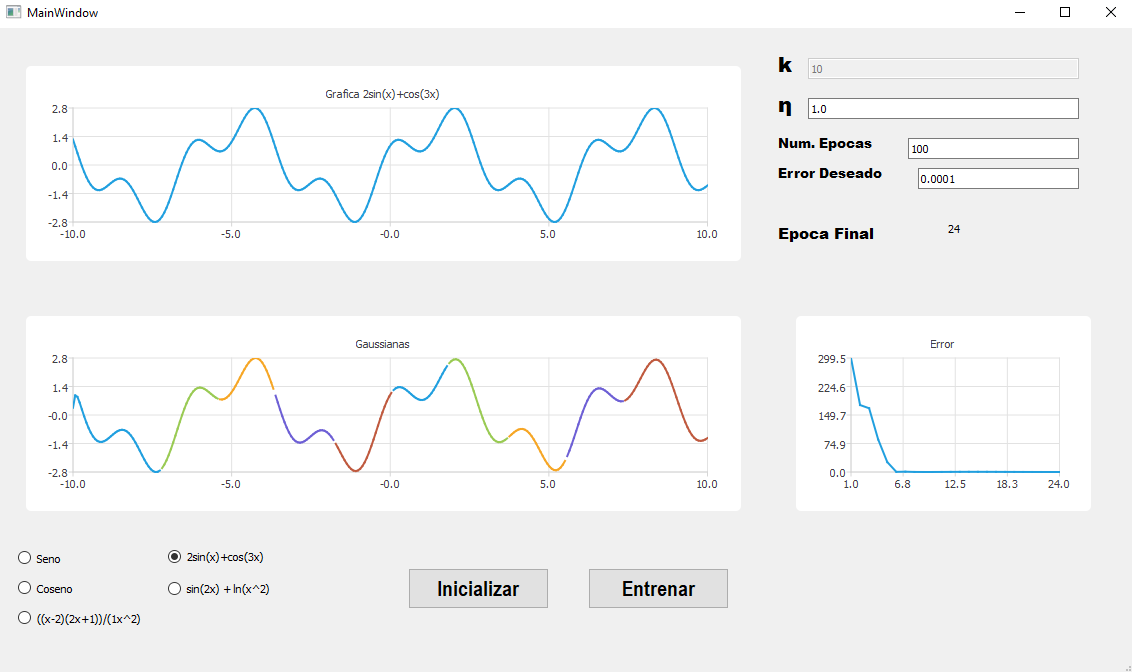 MainWindow
Grafica 2sin(x)+cos(3x)
2.8
1.4
0.0
-1.4
-2.8
-10.0 -5.0 -0.0 5.0 10.0
k 10
η 1.0
Num. Epocas 100
Error Deseado 0.0001
Epoca Final 24
Gaussianas
2.8
1.4
-0.0
-1.4
-2.8
-10.0 -5.0 -0.0 5.0 10.0
Error
299.5
224.6
149.7
74.9
0.0
1.0 6.8 12.5 18.3 24.0
Seno 2sin(x)+cos(3x)
Coseno sin(2x) +ln(x^2)
((x-2)(2x+1))/(1x^2)
Inicializar Entrenar